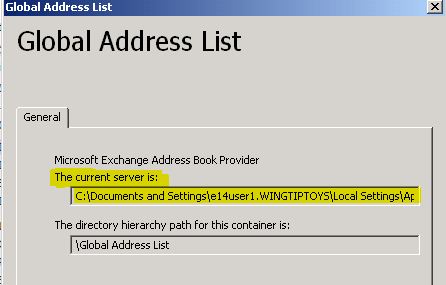 Global Address List
Global Address List
General
Microsoft Exchange Address Book Provider
The current server is:
C:\Documents and Settings\e14user1.WINGTIPTOYS\Local Settings\Ap
The directory hierarchy path for this container is:
\Global Address List